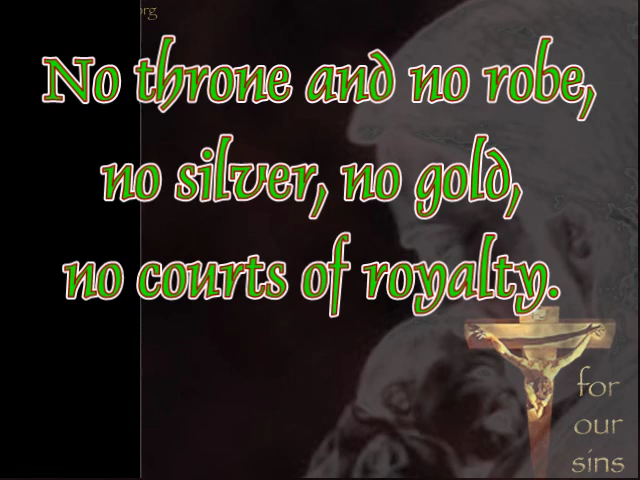 No throne and no robe,
no silver, no gold,
no courts of royalty.
for
our
sins